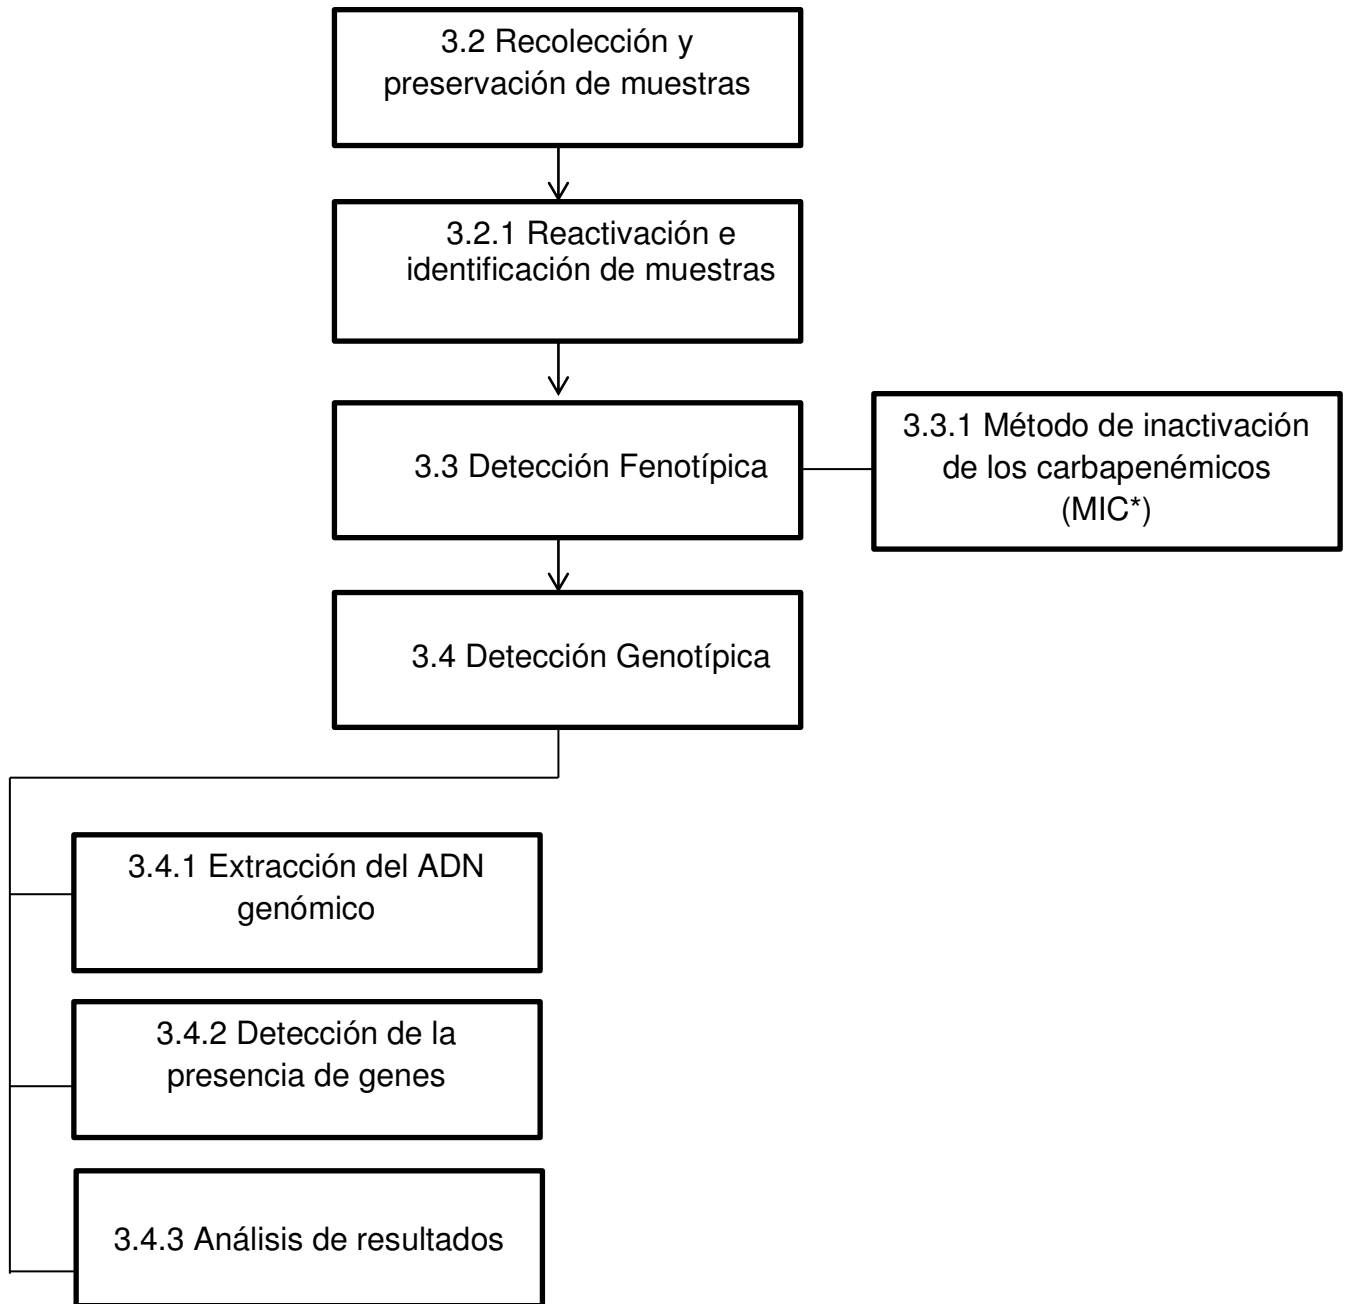 3.2 Recolección y
preservación de muestras
3.2.1 Reactivación e
identificación de muestras
3.3 Detección Fenotípica
3.3.1 Método de inactivación
de los carbapenémicos
(MIC*)
3.4 Detección Genotípica
3.4.1 Extracción del ADN
genómico
3.4.2 Detección de la
presencia de genes
3.4.3 Análisis de resultados